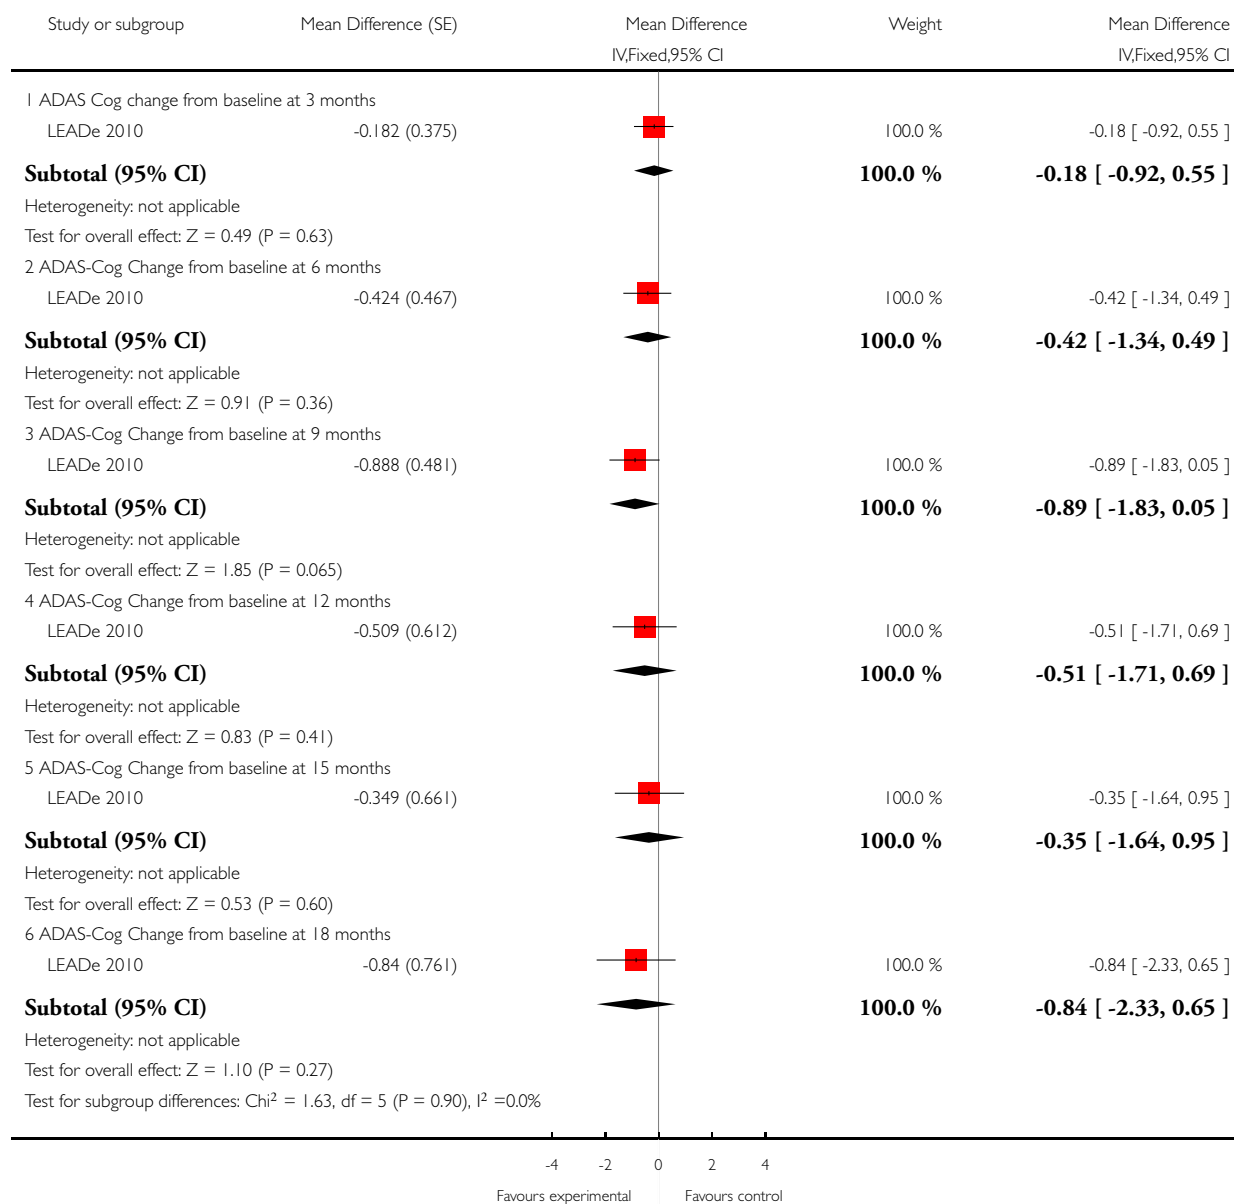 Study or subgroup Mean Difference (SE) Mean Difference Weight Mean Difference
IV,Fixed,95% CI IV,Fixed,95% CI
1 ADAS Cog change from baseline at 3 months
LEADe 2010 -0.182 (0.375) 100.0 % -0.18 [ -0.92, 0.55 ]
Subtotal (95% CI) 100.0 % -0.18 [ -0.92, 0.55 ]
Heterogeneity: not applicable
Test for overall effect: Z = 0.49 (P = 0.63)
2 ADAS-Cog Change from baseline at 6 months
LEADe 2010 -0.424 (0.467) 100.0 % -0.42 [ -1.34, 0.49 ]
Subtotal (95% CI) 100.0 % -0.42 [ -1.34, 0.49 ]
Heterogeneity: not applicable
Test for overall effect: Z = 0.91 (P = 0.36)
3 ADAS-Cog Change from baseline at 9 months
LEADe 2010 -0.888 (0.481) 100.0 % -0.89 [ -1.83, 0.05 ]
Subtotal (95% CI) 100.0 % -0.89 [ -1.83, 0.05 ]
Heterogeneity: not applicable
Test for overall effect: Z = 1.85 (P = 0.065)
4 ADAS-Cog Change from baseline at 12 months
LEADe 2010 -0.509 (0.612) 100.0 % -0.51 [ -1.71, 0.69 ]
Subtotal (95% CI) 100.0 % -0.51 [ -1.71, 0.69 ]
Heterogeneity: not applicable
Test for overall effect: Z = 0.83 (P = 0.41)
5 ADAS-Cog Change from baseline at 15 months
LEADe 2010 -0.349 (0.661) 100.0 % -0.35 [ -1.64, 0.95 ]
Subtotal (95% CI) 100.0 % -0.35 [ -1.64, 0.95 ]
Heterogeneity: not applicable
Test for overall effect: Z = 0.53 (P = 0.60)
6 ADAS-Cog Change from baseline at 18 months
LEADe 2010 -0.84 (0.761) 100.0 % -0.84 [ -2.33, 0.65 ]
Subtotal (95% CI) 100.0 % -0.84 [ -2.33, 0.65 ]
Heterogeneity: not applicable
Test for overall effect: Z = 1.10 (P = 0.27)
Test for subgroup differences: Chi² = 1.63, df = 5 (P = 0.90), I² =0.0%
-4 -2 0 2 4
Favours experimental Favours control